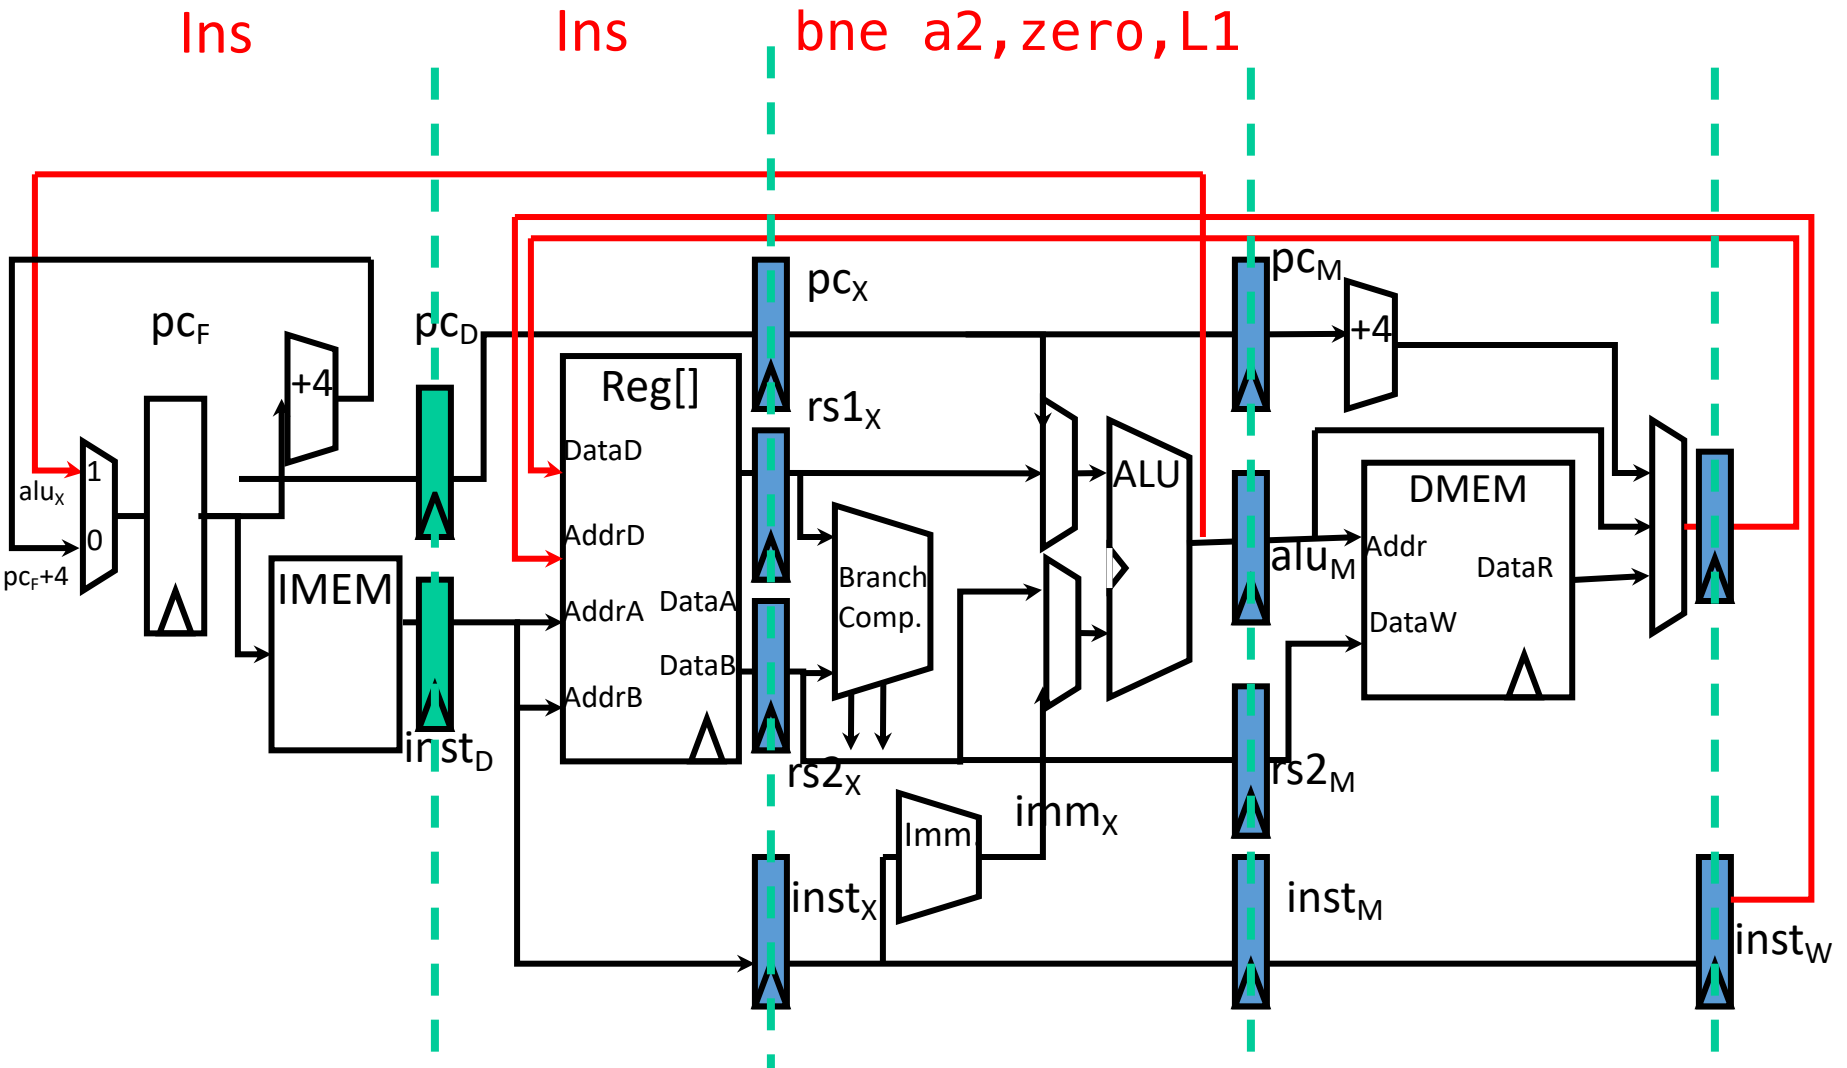 Ins
Ins
bne a2,zero,L1
pcF
+4
pcD
pcX
pcM
+4
Reg[]
rs1X
DataD
ALU
DMEM
1
aluX
0
pcF+4
AddrD
Branch
Comp.
aluM
Addr
DataR
IMEM
AddrA
DataA
DataW
DataB
AddrB
instD
rs2X
rs2M
immX
Imm.
instX
instM
instW